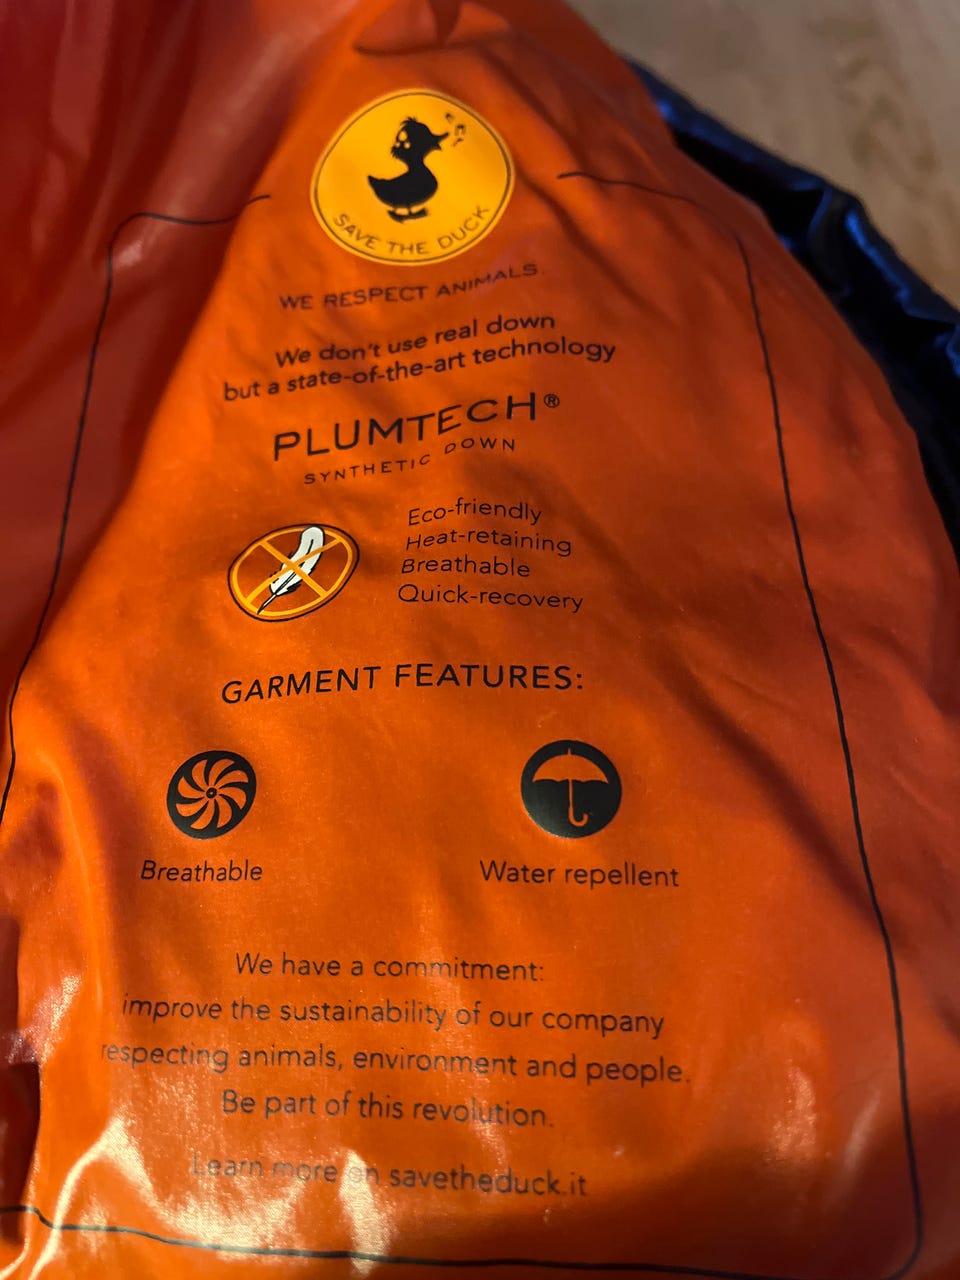 SAVE THE DUCK
WE RESPECT ANIMALS
We don't use real down
but a state-of-the-art technology
PLUMTECH®
SYNTHETIC DOWN
Eco-friendly
Heat-retaining
Breathable
Quick-recovery
GARMENT FEATURES:
Breathable
Water repellent
We have a commitment:
improve the sustainability of our company
respecting animals, environment and people.
Be part of this revolution.
Learn more on savetheduck.it